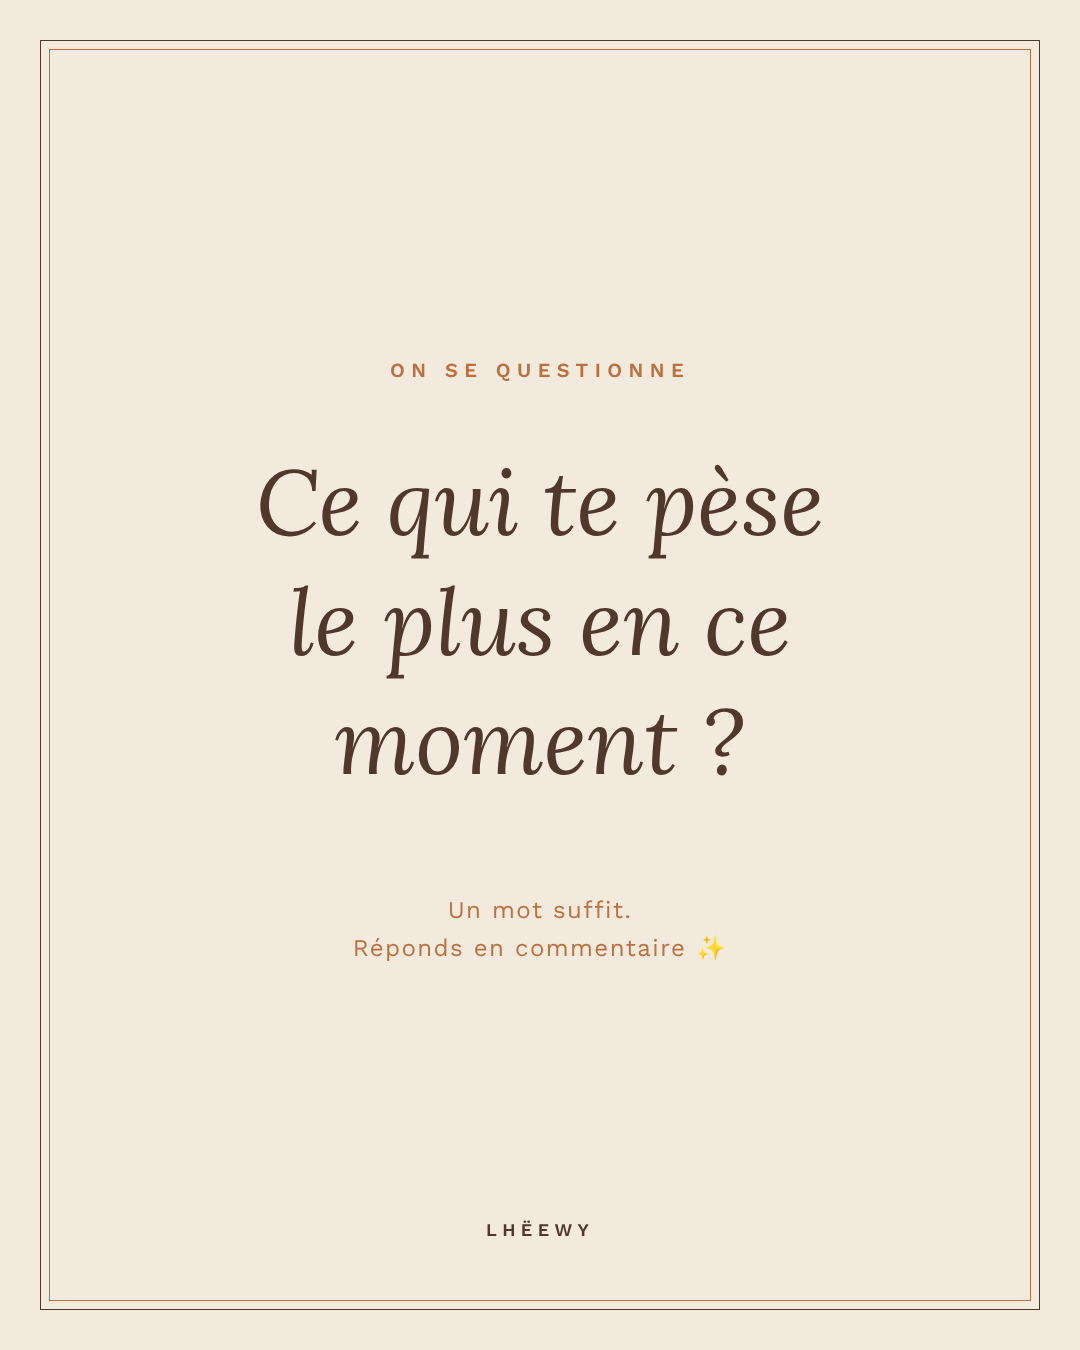 ON SE QUESTIONNE
Ce qui te pèse
le plus en ce
moment ?
Un mot suffit.
Réponds en commentaire ✨
LHËEWY